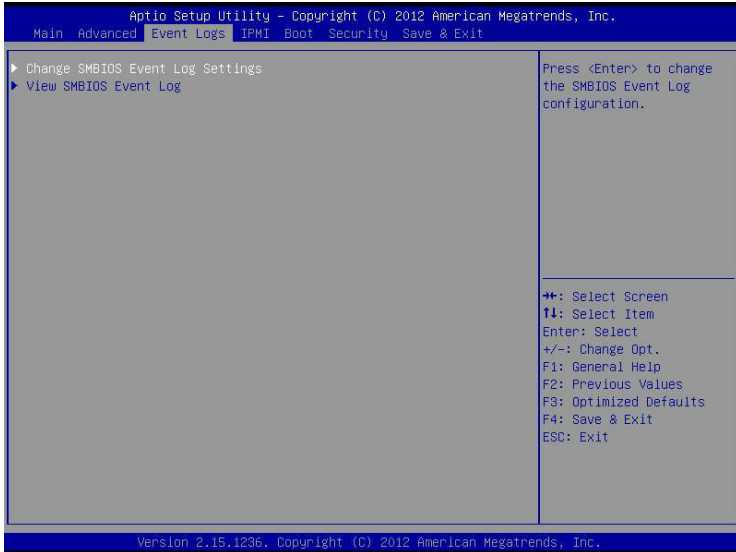 Aptio Setup Utility - Copyright (C) 2012 American Megatrends, Inc.
Main Advanced Event Logs IPMI Boot Security Save & Exit
Change SMBIOS Event Log Settings
View SMBIOS Event Log
Press <Enter> to change
the SMBIOS Event Log
configuration.
→←: Select Screen
↑↓: Select Item
Enter: Select
+/-: Change Opt.
F1: General Help
F2: Previous Values
F3: Optimized Defaults
F4: Save & Exit
ESC: Exit
Version 2.15.1236. Copyright (C) 2012 American Megatrends, Inc.